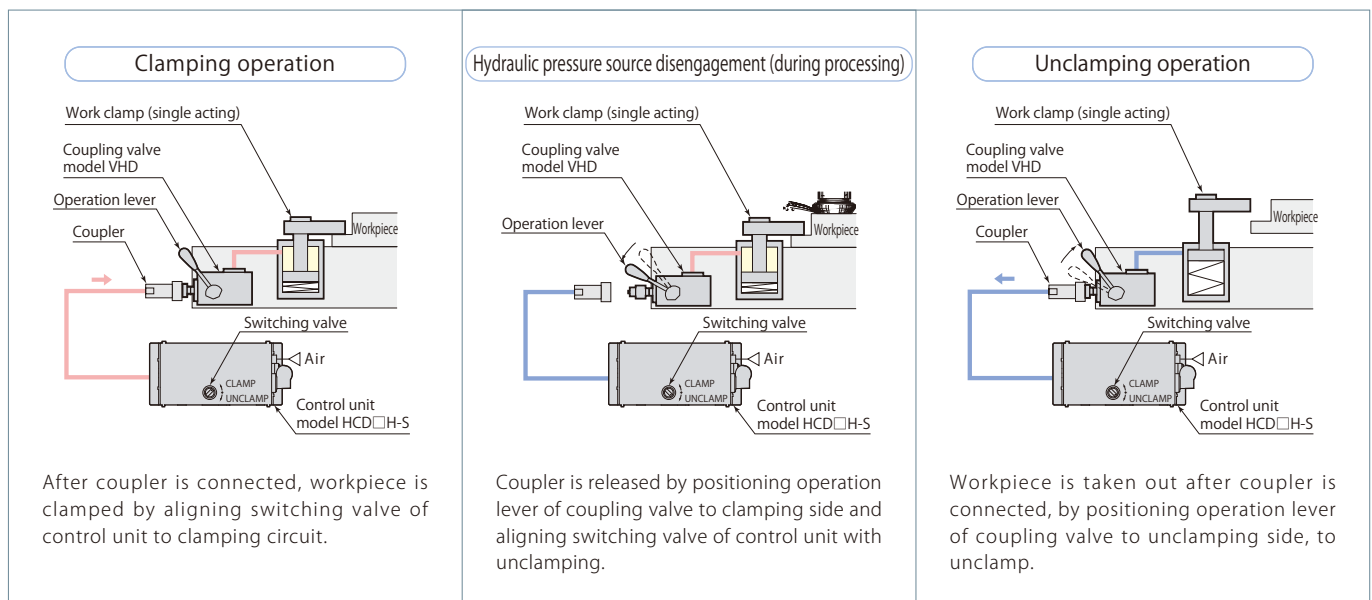 Clamping operation
Work clamp (single acting)
Coupling valve
model VHD
Operation lever
Coupler
Workpiece
Switching valve
Air
CLAMP
UNCLAMP
Control unit
model HCD□H-S
After coupler is connected, workpiece is
clamped by aligning switching valve of
control unit to clamping circuit.
Hydraulic pressure source disengagement (during processing)
Work clamp (single acting)
Coupling valve
model VHD
Operation lever
Workpiece
Switching valve
Air
CLAMP
UNCLAMP
Control unit
model HCD□H-S
Coupler is released by positioning operation
lever of coupling valve to clamping side and
aligning switching valve of control unit with
unclamping.
Unclamping operation
Work clamp (single acting)
Coupling valve
model VHD
Operation lever
Coupler
Workpiece
Switching valve
Air
CLAMP
UNCLAMP
Control unit
model HCD□H-S
Workpiece is taken out after coupler is
connected, by positioning operation lever
of coupling valve to unclamping side, to
unclamp.